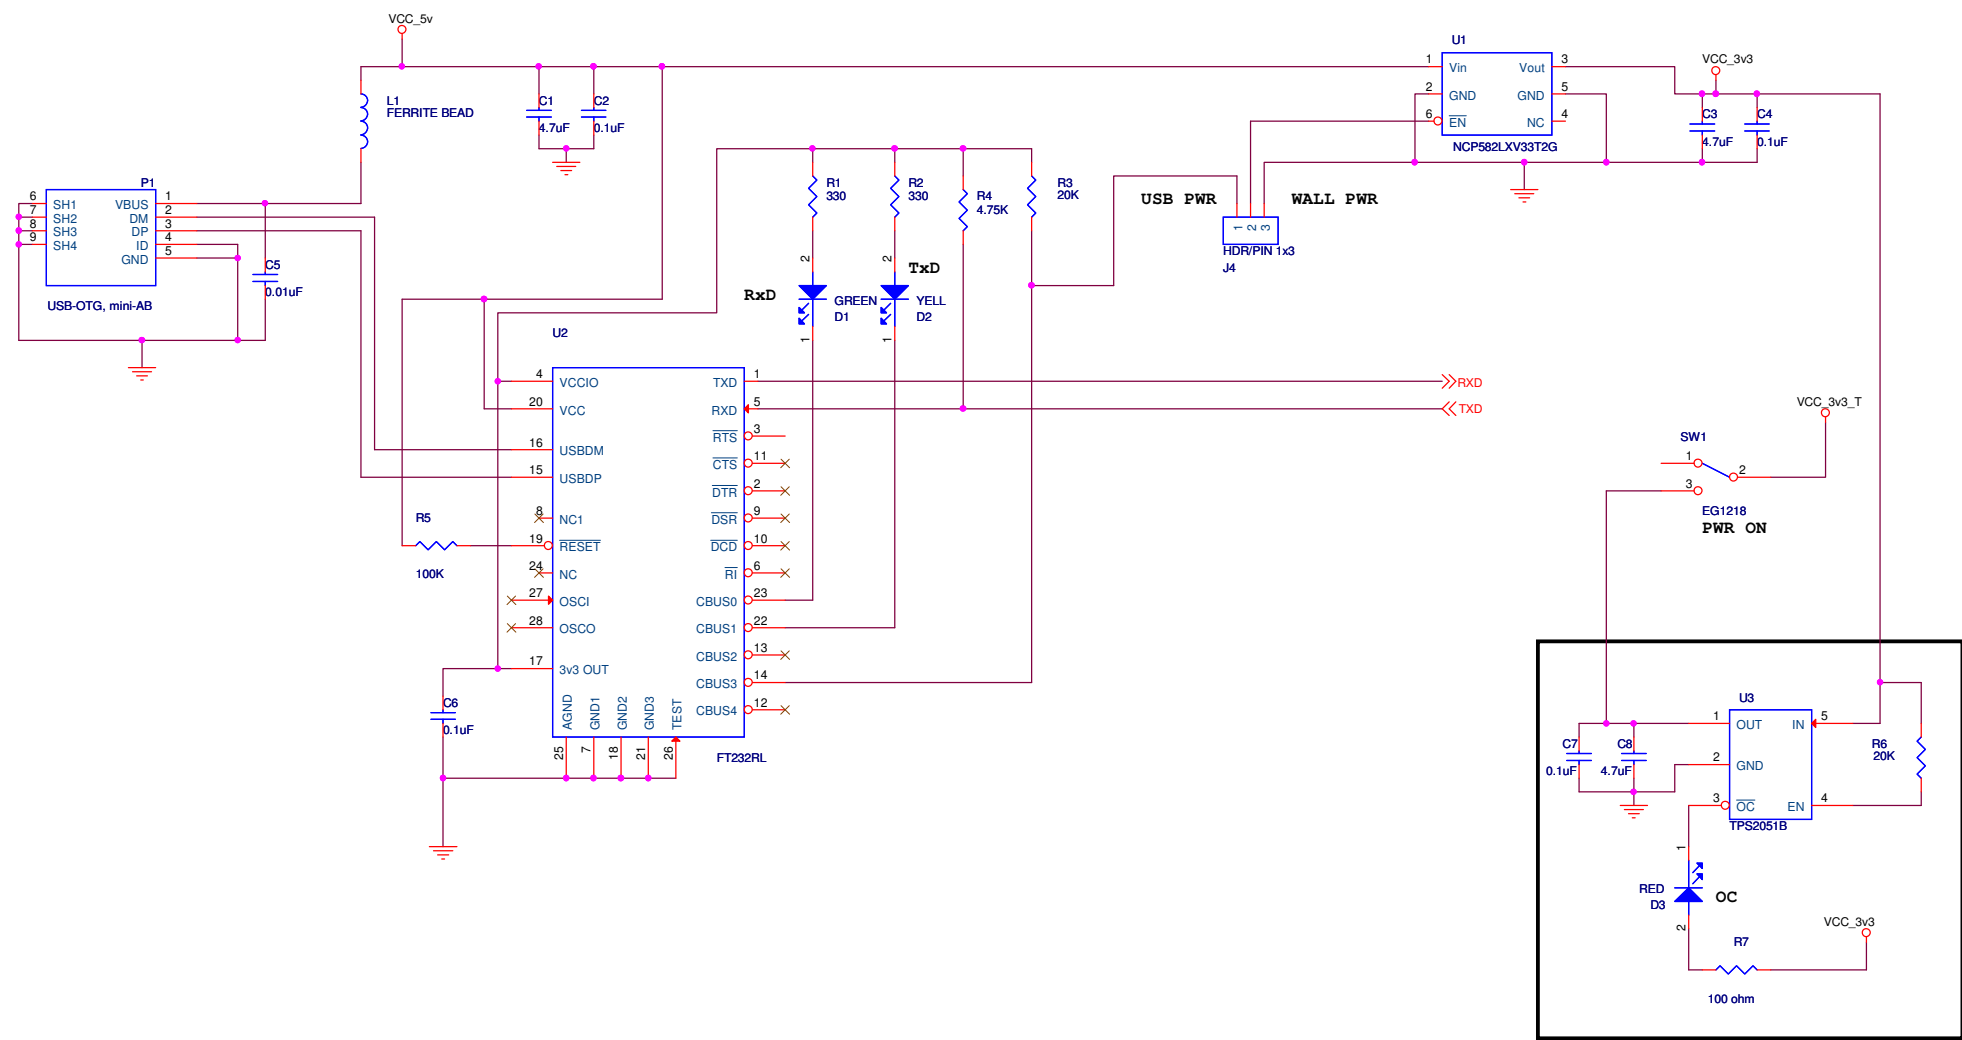 VCC_5v
L1
FERRITE BEAD
C1
4.7uF
C2
0.1uF
U1
1
Vin
Vout
3
2
GND
GND
5
6
EN
NC
4
NCP582LXV33T2G
VCC_3v3
C3
4.7uF
C4
0.1uF
P1
6
SH1
VBUS
1
7
SH2
DM
2
8
SH3
DP
3
9
SH4
ID
4
GND
5
USB-OTG, mini-AB
C5
0.01uF
R1
330
R2
330
R4
4.75K
R3
20K
USB PWR
WALL PWR
1
2
3
HDR/PIN 1x3
J4
2
2
TxD
RxD
GREEN
D1
YELL
D2
1
1
U2
4
VCCIO
TXD
1
RXD
20
VCC
RXD
5
TXD
RTS
3
16
USBDM
CTS
11
15
USBDP
DTR
2
8
NC1
DSR
9
R5
100K
19
RESET
DCD
10
24
NC
RI
6
27
OSCI
CBUS0
23
28
OSCO
CBUS1
22
CBUS2
13
17
3v3 OUT
CBUS3
14
CBUS4
12
AGND
GND1
GND2
GND3
TEST
25
7
18
21
26
FT232RL
C6
0.1uF
VCC_3v3_T
SW1
1
2
3
EG1218
PWR ON
U3
1
OUT
IN
5
2
GND
3
OC
EN
4
TPS2051B
C7
0.1uF
C8
4.7uF
R6
20K
1
RED
D3
OC
2
VCC_3v3
R7
100 ohm